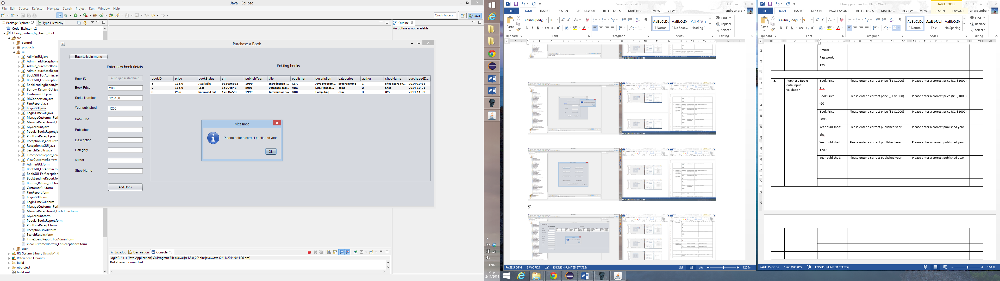 Java - Eclipse
File Edit Source Refactor Navigate Search Project Run Window Help
Quick Access
Java
Package Explorer
Type Hierarchy
Code_Skeleton_v2
Library_System_by_Team_Root
src
control
products
ui
AdiminGUI.java
Admin_addReceptionis
Admin_purchaseBook.
Admin_purchaseRepor
BookGUI_ForAdmin.jav
BookGUI_ForReception
BookLendingReport.jav
Borrow_Return_GUI.jav
CustomerGUI.java
DBConnection.java
FineReport.java
LoginGUI.java
LoginTimeGUI.java
ManageCustomer_ForF
ManageRecepitonist_F
MyAccount.java
PopularBooksReport.ja
PrintFineReceipt.java
Receptionist_addCusto
ReceptionistGUI.java
SearchResults.java
TimeSpendReport_ForA
ViewCustomerBorrow_
AdiminGUI.form
BookGUI_ForAdmin.for
BookGUI_ForReception
BookLendingReport.fo
Borrow_Return_GUI.for
CustomerGUI.form
FineReport.form
LoginGUI.form
LoginTimeGUI.form
ManageCustomer_ForF
ManageRecepitonist_ForAdmin.form
MyAccount.form
PopularBooksReport.form
PrintFineReceipt.form
ReceptionistGUI.form
SearchResults.form
TimeSpendReport_ForAdmin.form
ViewCustomerBorrow_ForReceptionist.form
user
JRE System Library [JavaSE-1.7]
Referenced Libraries
build
nbproject
build.xml
Outline
An outline is not available.
Purchase a Book
Back to Main menu
Enter new book details
Existing books
Book ID Auto generated field
Book Price 200
Serial Number 123456
Year published 1200
Book Title
Publisher
Description
Category
Author
Shop Name
Add Book
bookID price bookStatus sn publishYear title publisher description categories author shopName purchasedD...
1 111.0 Available 565656565 1999 Introduction i... CBA Java program... programming 1 Shop Store on... 2014-10-31
2 115.0 Lost 15264548 2001 Database desi... ABC SQL Manage... comp 2 Shop 2014-10-31
3 25.5 borrowed out 12545778 1999 Inforamtion s... ABC Computing com 3 XYZ 2014-11-02
Message
Please enter a correct published year
OK
Javadoc Declaration Console
LoginGUI (1) [Java Application] C:\Program Files\Java\jre1.8.0_20\bin\javaw.exe (2/11/2014 9:44:06 pm)
Database connected
ENG
10:28 p.m.
2/11/2014
Sceenshots - Word
FILE HOME INSERT DESIGN PAGE LAYOUT REFERENCES MAILINGS REVIEW VIEW
andre andre
Calibri (Body) 11
Paste
AaBbCcDc AaBbCcDc AaBbCc
¶ Normal ¶ No Spac... Heading 1
Find
Replace
Select
Clipboard Font Paragraph Styles Editing
5)
PAGE 5 OF 6 5 WORDS ENGLISH (UNITED STATES) 120 %
Library program Test Plan - Word
TABLE TOOLS
FILE HOME INSERT DESIGN PAGE LAYOUT REFERENCES MAILINGS REVIEW VIEW DESIGN LAYOUT
andre andre
Calibri (Body) 9
Paste
AaBbCcDc AaBbCcl AaBbCcDc
¶ Normal Title No Spacing
Find
Replace
Select
Clipboard Font Paragraph Styles Editing
Jim001
Password:
123
5. Purchase Books data input validation
Book Price: Please enter a correct price ($1-$1000) Please enter a correct price ($1-$1000)
Abc
Book Price: Please enter a correct price ($1-$1000) Please enter a correct price ($1-$1000)
-20
Book Price: Please enter a correct price ($1-$1000) Please enter a correct price ($1-$1000)
5000
Year published: Please enter a correct published year Please enter a correct published year
abc
Year published: Please enter a correct published year Please enter a correct published year
1200
Year published: Please enter a correct published year Please enter a correct published year
PAGE 35 OF 39 1968 WORDS ENGLISH (UNITED STATES) 110 %